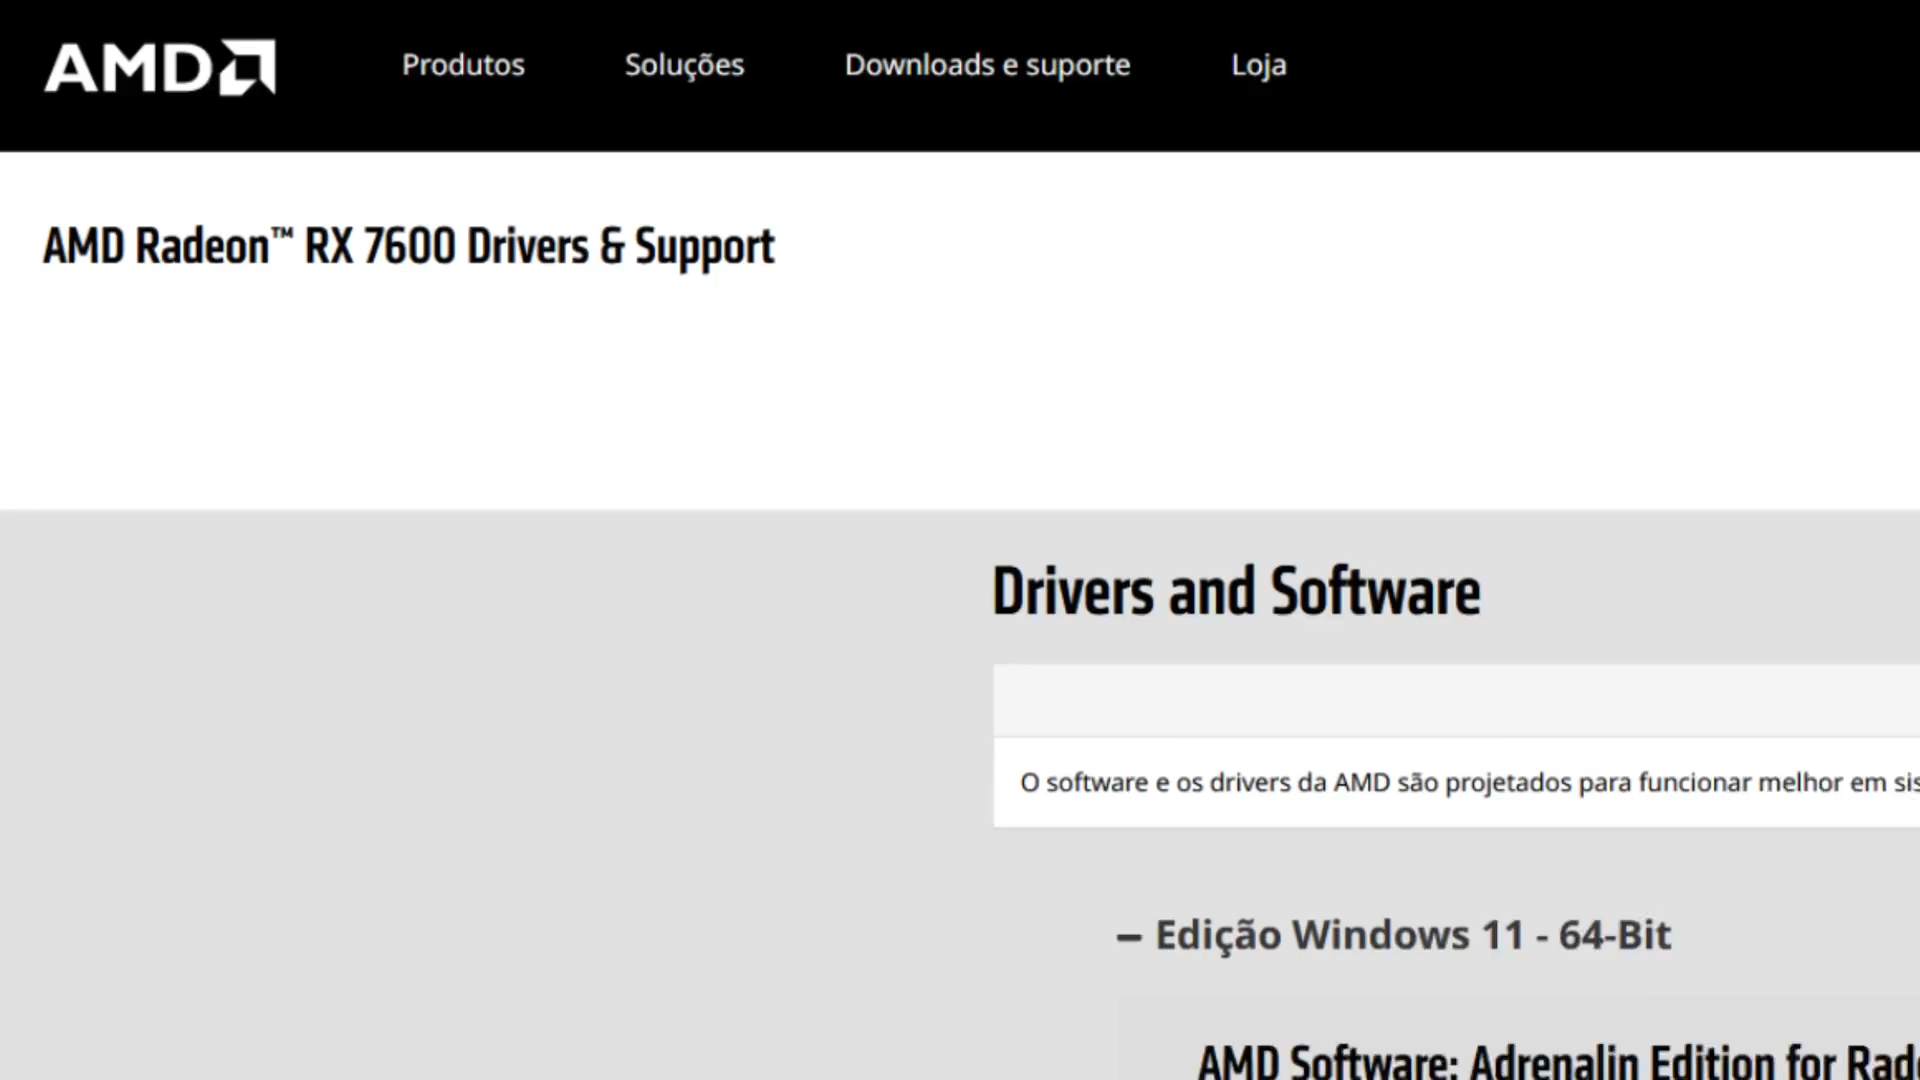 AMD
Produtos
Soluções
Downloads e suporte
Loja
AMD Radeon™ RX 7600 Drivers & Support
Drivers and Software
O software e os drivers da AMD são projetados para funcionar melhor em
– Edição Windows 11 - 64-Bit
AMD Software: Adrenalin Edition for